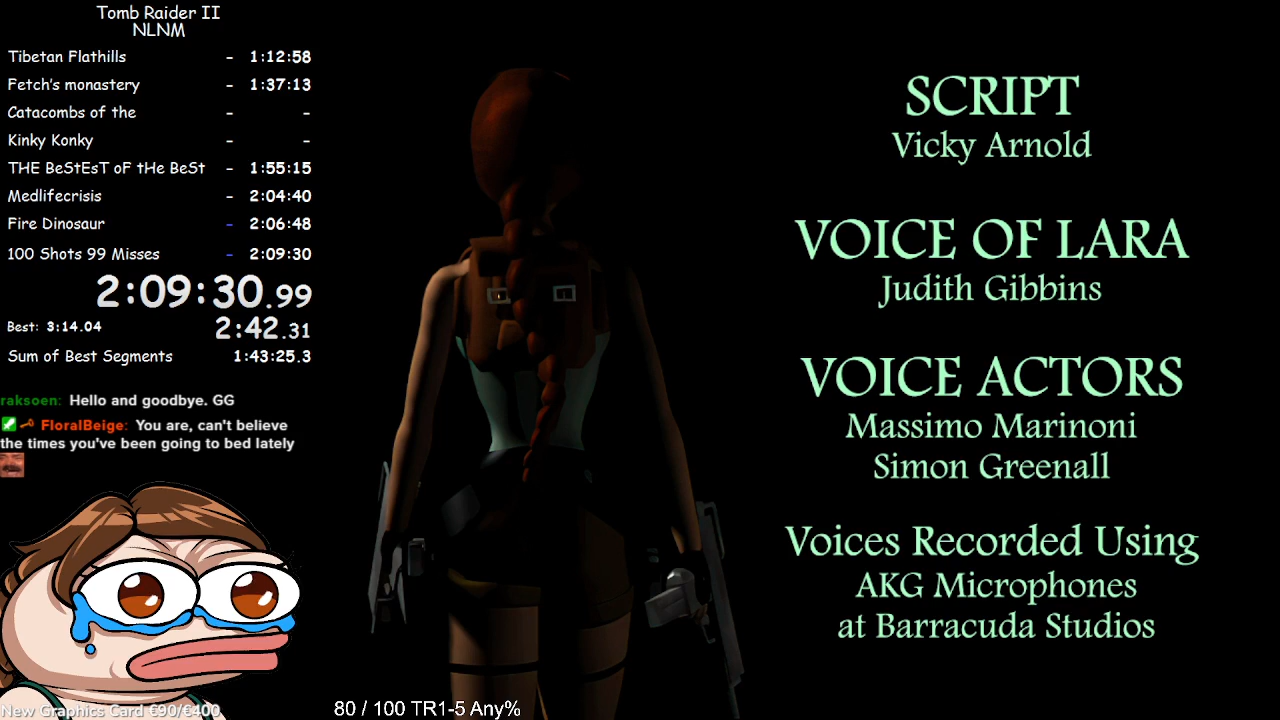 Tomb Raider II
NLNM
Tibetan Flathills - 1:12:58
Fetch's monastery - 1:37:13
Catacombs of the - -
Kinky Konky - -
THE BeStEsT oF tHe BeSt - 1:55:15
Medlifecrisis - 2:04:40
Fire Dinosaur - 2:06:48
100 Shots 99 Misses - 2:09:30
2:09:30.99
Best: 3:14.04 2:42.31
Sum of Best Segments 1:43:25.3
raksoen: Hello and goodbye. GG
FloralBeige: You are, can't believe
the times you've been going to bed lately
New Graphics Card €90/€400
80 / 100 TR1-5 Any%
SCRIPT
Vicky Arnold
VOICE OF LARA
Judith Gibbins
VOICE ACTORS
Massimo Marinoni
Simon Greenall
Voices Recorded Using
AKG Microphones
at Barracuda Studios